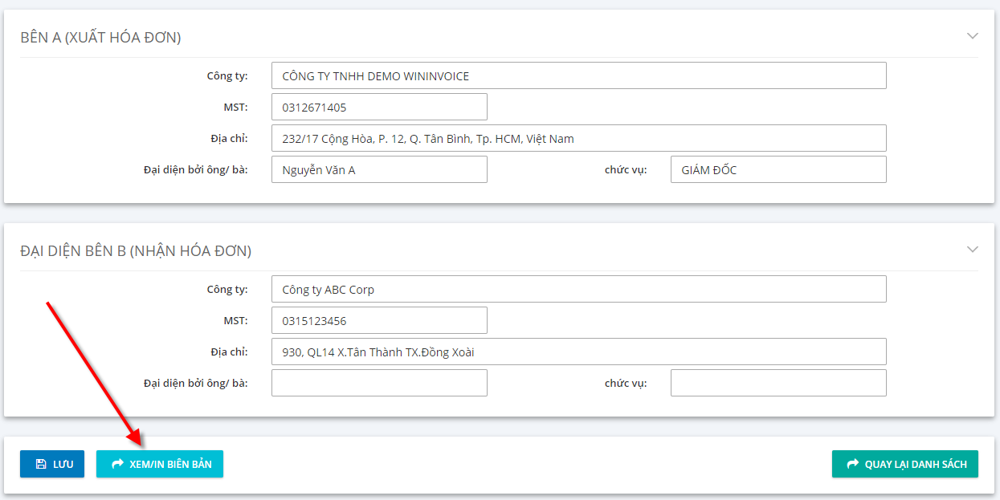 BÊN A (XUẤT HÓA ĐƠN)
Công ty: CÔNG TY TNHH DEMO WININVOICE
MST: 0312671405
Địa chỉ: 232/17 Cộng Hòa, P. 12, Q. Tân Bình, Tp. HCM, Việt Nam
Đại diện bởi ông/ bà: Nguyễn Văn A chức vụ: GIÁM ĐỐC
ĐẠI DIỆN BÊN B (NHẬN HÓA ĐƠN)
Công ty: Công ty ABC Corp
MST: 0315123456
Địa chỉ: 930, QL14 X.Tân Thành TX.Đồng Xoài
Đại diện bởi ông/ bà: chức vụ:
LƯU XEM/IN BIÊN BẢN QUAY LẠI DANH SÁCH